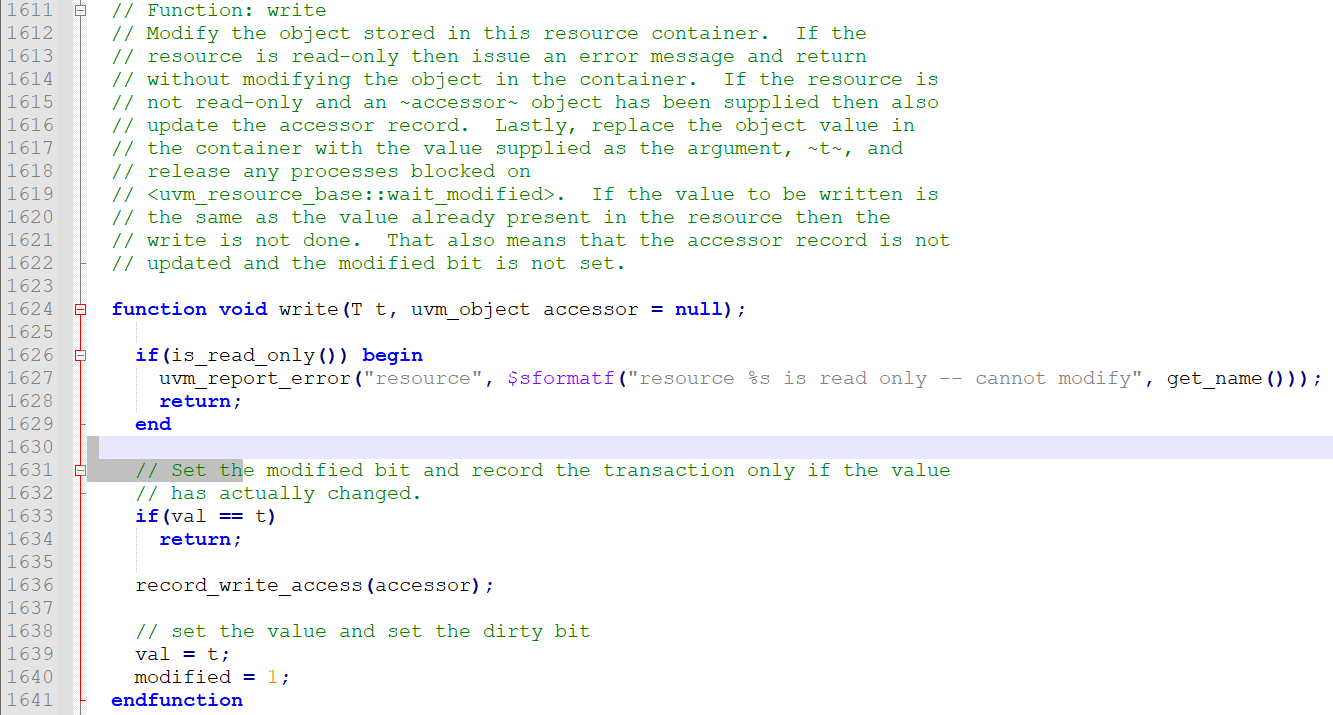 1611 // Function: write
1612 // Modify the object stored in this resource container.  If the
1613 // resource is read-only then issue an error message and return
1614 // without modifying the object in the container.  If the resource is
1615 // not read-only and an ~accessor~ object has been supplied then also
1616 // update the accessor record.  Lastly, replace the object value in
1617 // the container with the value supplied as the argument, ~t~, and
1618 // release any processes blocked on
1619 // <uvm_resource_base::wait_modified>.  If the value to be written is
1620 // the same as the value already present in the resource then the
1621 // write is not done.  That also means that the accessor record is not
1622 // updated and the modified bit is not set.
1623
1624 function void write(T t, uvm_object accessor = null);
1625
1626 if(is_read_only()) begin
1627 uvm_report_error("resource", $sformatf("resource %s is read only -- cannot modify", get_name()));
1628 return;
1629 end
1630
1631 // Set the modified bit and record the transaction only if the value
1632 // has actually changed.
1633 if(val == t)
1634 return;
1635
1636 record_write_access(accessor);
1637
1638 // set the value and set the dirty bit
1639 val = t;
1640 modified = 1;
1641 endfunction